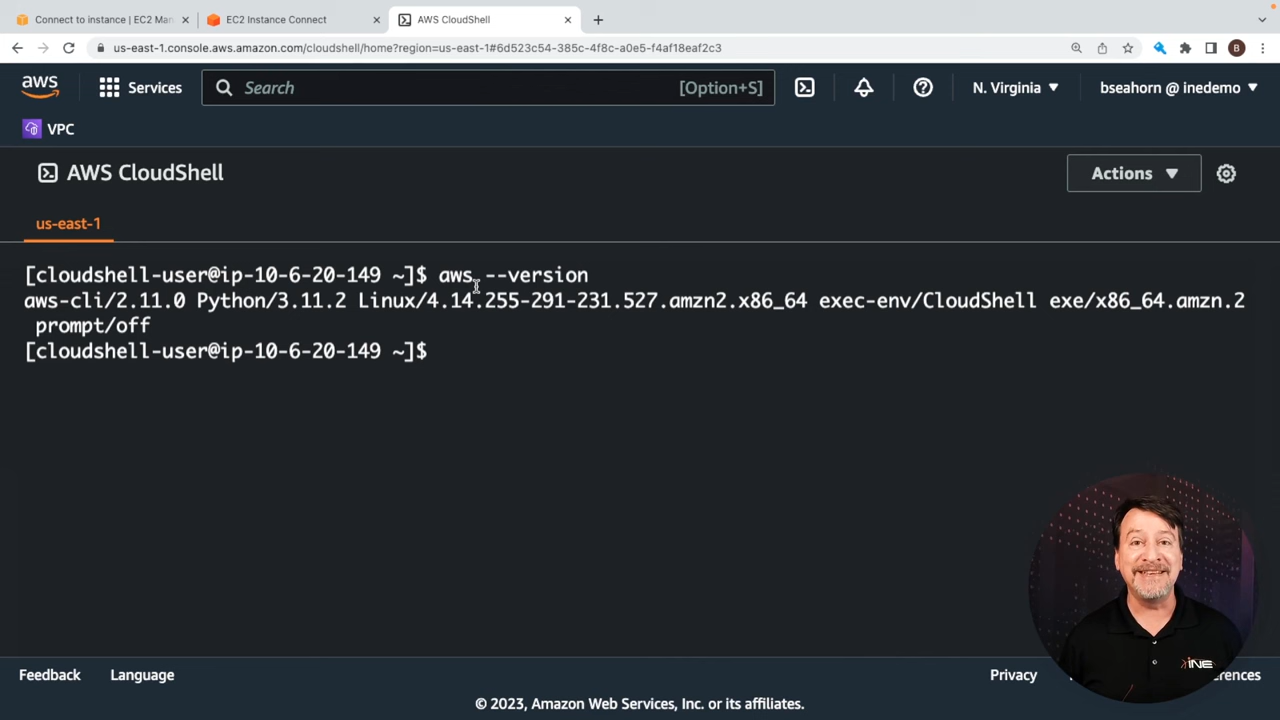 Connect to instance | EC2 Man
EC2 Instance Connect
AWS CloudShell
us-east-1.console.aws.amazon.com/cloudshell/home?region=us-east-1#6d523c54-385c-4f8c-a0e5-f4af18eaf2c3
B
aws
Services
Search
[Option+S]
N. Virginia
bseahorn @ inedemo
VPC
AWS CloudShell
Actions
us-east-1
[cloudshell-user@ip-10-6-20-149 ~]$ aws --version
aws-cli/2.11.0 Python/3.11.2 Linux/4.14.255-291-231.527.amzn2.x86_64 exec-env/CloudShell exe/x86_64.amzn.2
prompt/off
[cloudshell-user@ip-10-6-20-149 ~]$
INE
Feedback
Language
Privacy
erences
© 2023, Amazon Web Services, Inc. or its affiliates.